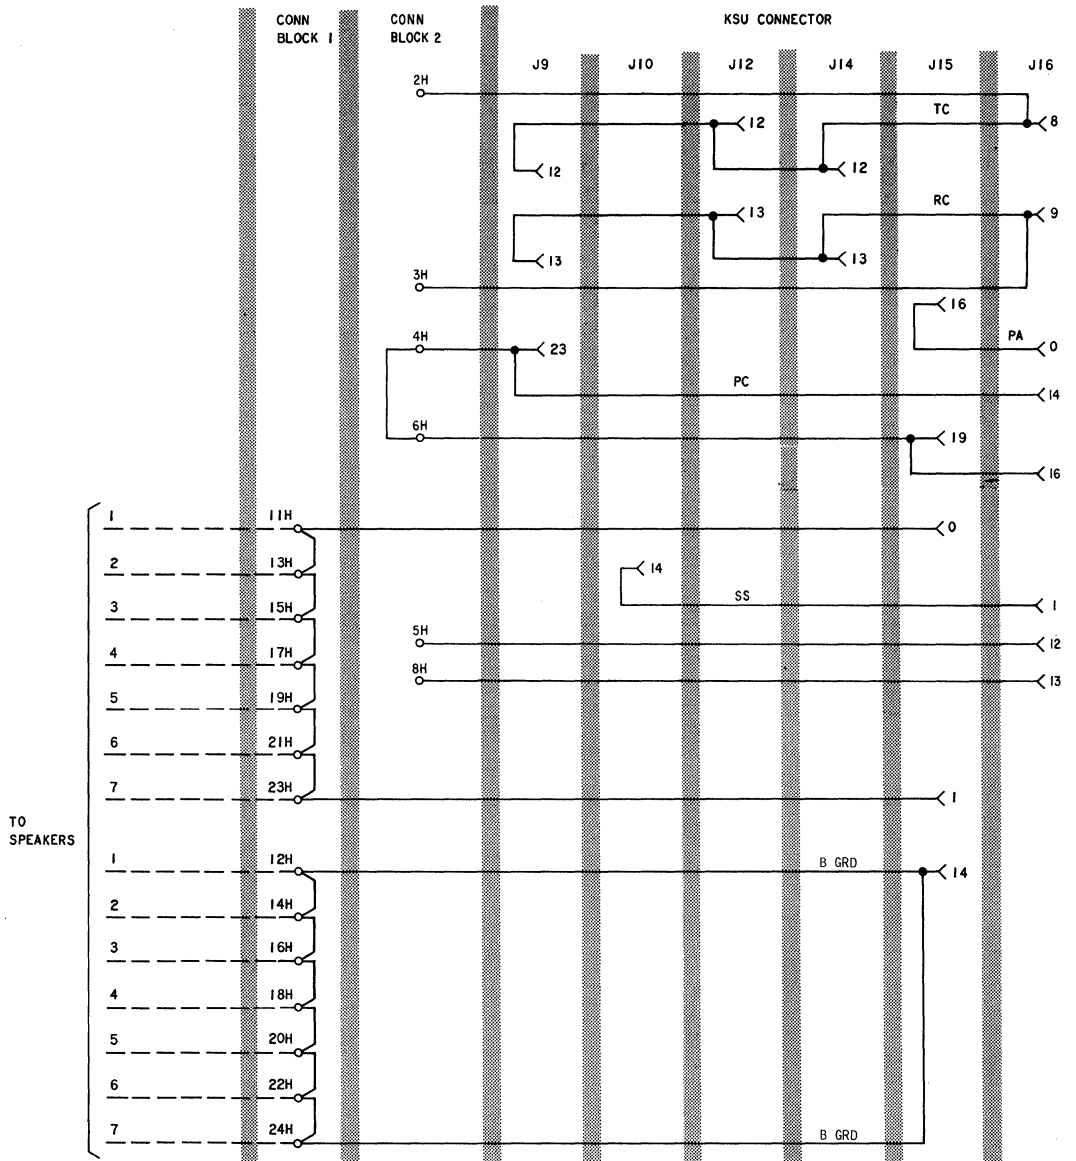 CONN
BLOCK 1
CONN
BLOCK 2
KSU CONNECTOR
J9 J10 J12 J14 J15 J16
2H
TC
12 8
12 12
RC
13 9
13 13
3H
16
PA
4H
23 0
PC
14
6H
19
16
1 11H 0
2 13H 14
3 15H SS 1
4 17H 5H 12
8H 13
5 19H
6 21H
7 23H 1
TO
SPEAKERS
1 12H B GRD 14
2 14H
3 16H
4 18H
5 20H
6 22H
7 24H B GRD